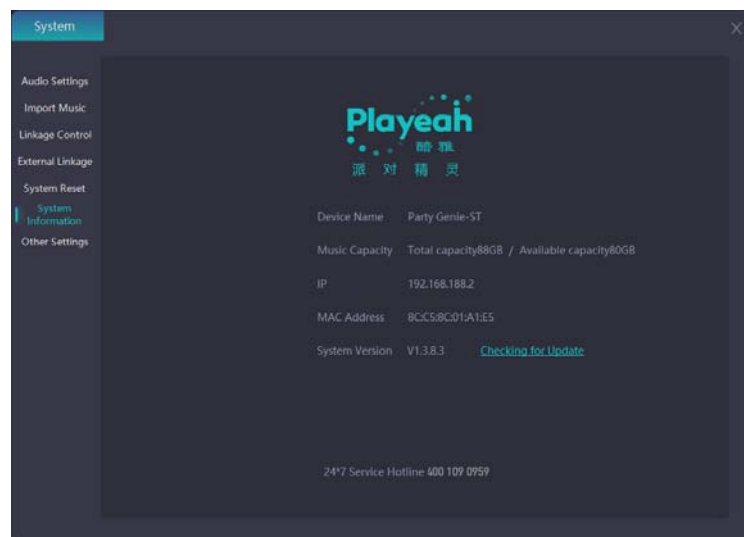 System
X
Audio Settings
Import Music
Linkage Control
External Linkage
System Reset
System
Information
Other Settings
Playeah
酷雅
派对精灵
Device Name Party Genie-ST
Music Capacity Total capacity88GB / Available capacity80GB
IP 192.168.188.2
MAC Address 8C:C5:8C:01:A1:E5
System Version V1.3.8.3 Checking for Update
24*7 Service Hotline 400 109 0959